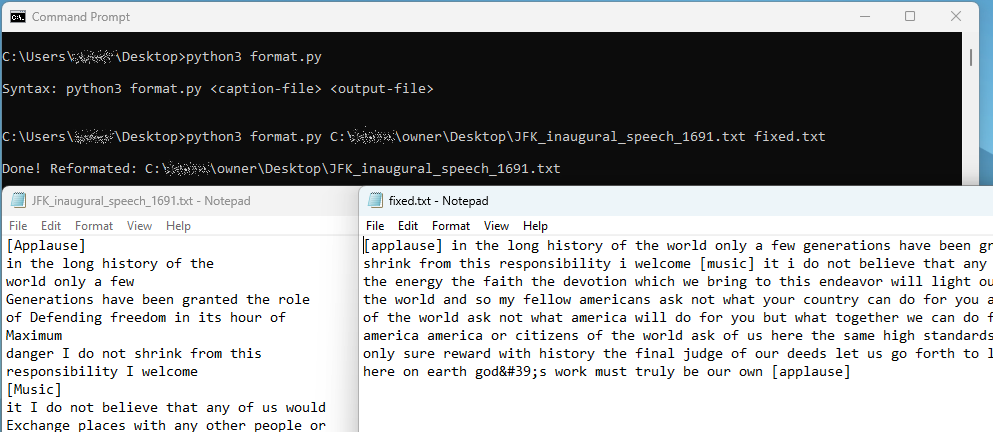 Command Prompt
C:\Users\ \Desktop>python3 format.py
Syntax: python3 format.py <caption-file> <output-file>
C:\Users\ \Desktop>python3 format.py C:\ \owner\Desktop\JFK_inaugural_speech_1691.txt fixed.txt
Done! Reformated: C:\ \owner\Desktop\JFK_inaugural_speech_1691.txt
JFK_inaugural_speech_1691.txt - Notepad
File Edit Format View Help
[Applause]
in the long history of the
world only a few
Generations have been granted the role
of Defending freedom in its hour of
Maximum
danger I do not shrink from this
responsibility I welcome
[Music]
it I do not believe that any of us would
Exchange places with any other people or
fixed.txt - Notepad
File Edit Format View Help
[applause] in the long history of the world only a few generations have been gr
shrink from this responsibility i welcome [music] it i do not believe that any
the energy the faith the devotion which we bring to this endeavor will light ou
the world and so my fellow americans ask not what your country can do for you a
of the world ask not what america will do for you but what together we can do f
america america or citizens of the world ask of us here the same high standards
only sure reward with history the final judge of our deeds let us go forth to l
here on earth god&#39;s work must truly be our own [applause]